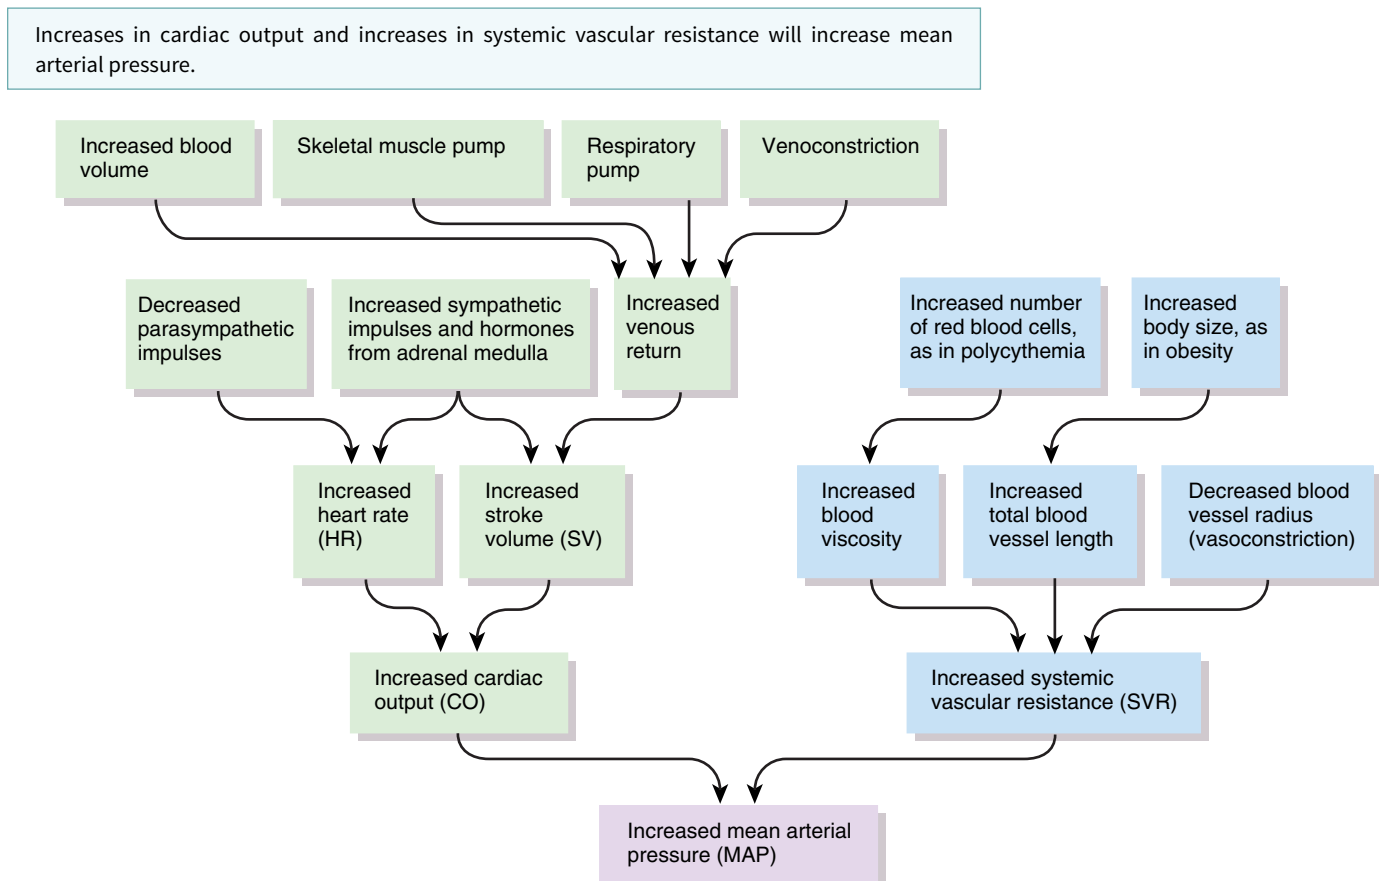 Increases in cardiac output and increases in systemic vascular resistance will increase mean
arterial pressure.
Increased blood
volume
Skeletal muscle pump
Respiratory
pump
Venoconstriction
Decreased
parasympathetic
impulses
Increased sympathetic
impulses and hormones
from adrenal medulla
Increased
venous
return
Increased number
of red blood cells,
as in polycythemia
Increased
body size, as
in obesity
Increased
heart rate
(HR)
Increased
stroke
volume (SV)
Increased
blood
viscosity
Increased
total blood
vessel length
Decreased blood
vessel radius
(vasoconstriction)
Increased cardiac
output (CO)
Increased systemic
vascular resistance (SVR)
Increased mean arterial
pressure (MAP)